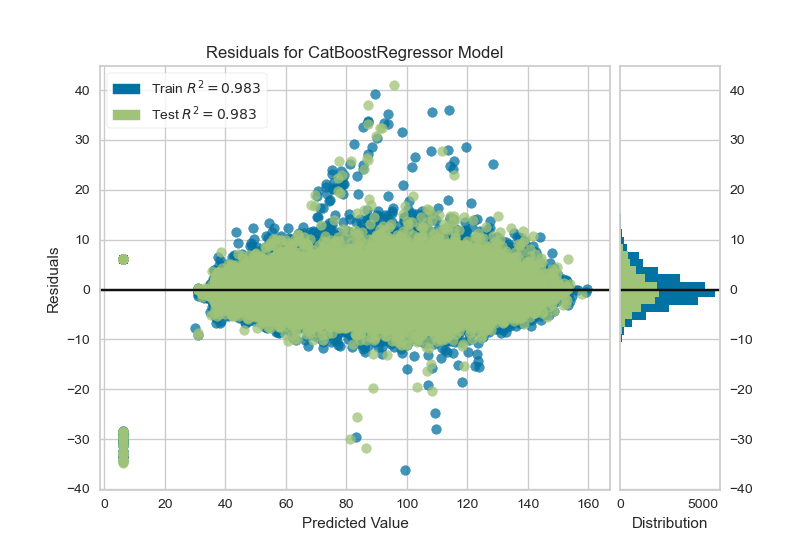 Residuals for CatBoostRegressor Model
Train R² = 0.983
Test R² = 0.983
Residuals
40
30
20
10
0
−10
−20
−30
−40
0 20 40 60 80 100 120 140 160
Predicted Value
40
30
20
10
0
−10
−20
−30
−40
0 5000
Distribution